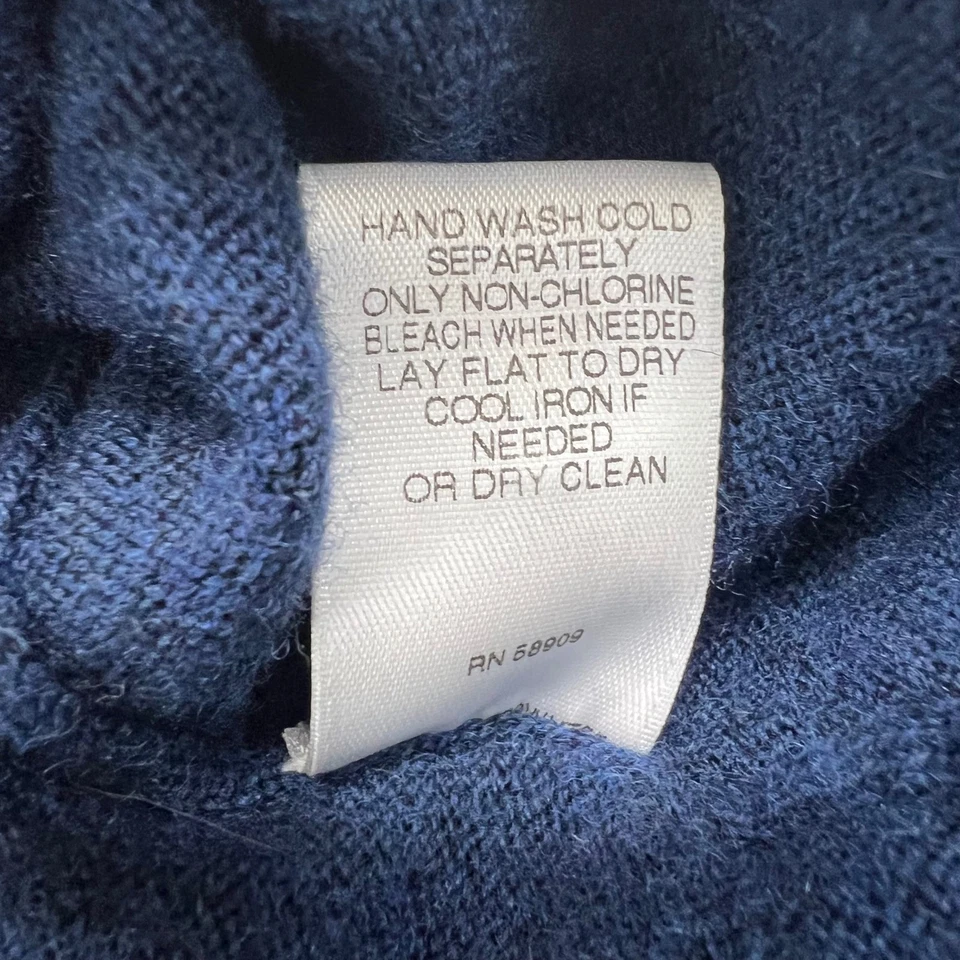 HAND WASH COLD
SEPARATELY
ONLY NON-CHLORINE
BLEACH WHEN NEEDED
LAY FLAT TO DRY
COOL IRON IF
NEEDED
OR DRY CLEAN
RN 58909